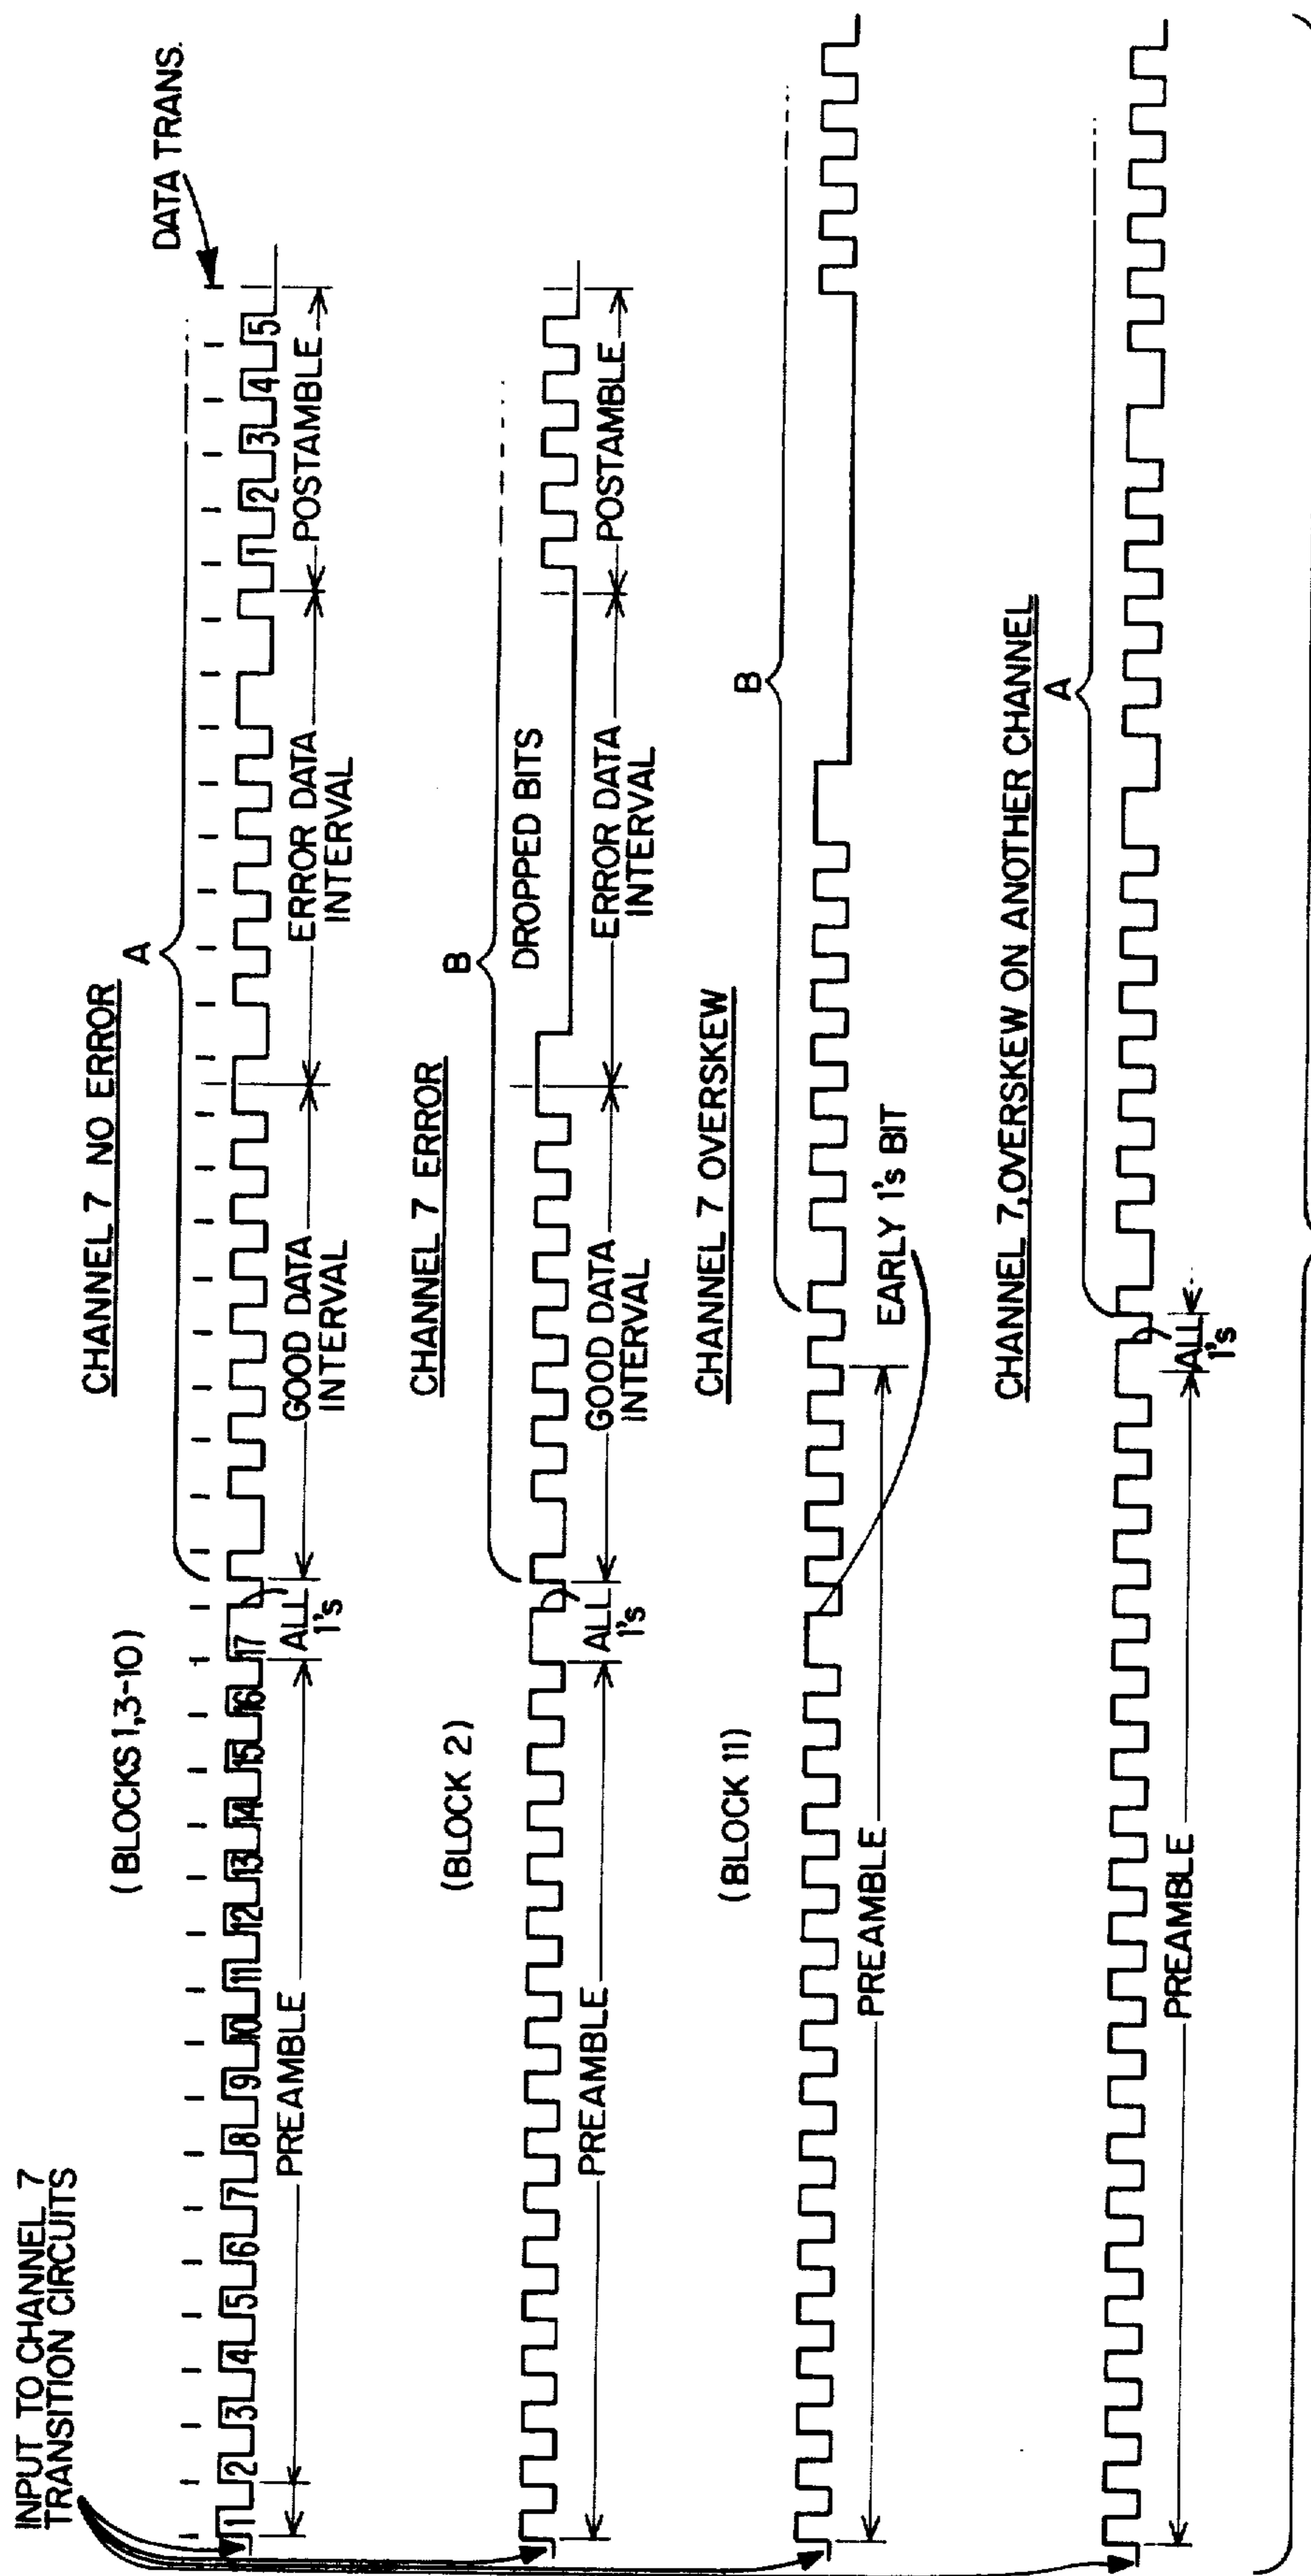 INPUT TO CHANNEL 7
TRANSITION CIRCUITS
(BLOCKS 1,3-10)
CHANNEL 7 NO ERROR
A
DATA TRANS.
1 2 3 4 5 6 7 8 9 10 11 12 13 14 15 16 17
1 2 3 4 5
PREAMBLE
ALL
1's
GOOD DATA
INTERVAL
ERROR DATA
INTERVAL
POSTAMBLE
(BLOCK 2)
CHANNEL 7 ERROR
B
DROPPED BITS
PREAMBLE
ALL
1's
GOOD DATA
INTERVAL
ERROR DATA
INTERVAL
POSTAMBLE
(BLOCK 11)
CHANNEL 7 OVERSKEW
B
PREAMBLE
EARLY 1's BIT
CHANNEL 7, OVERSKEW ON ANOTHER CHANNEL
A
PREAMBLE
ALL
1's